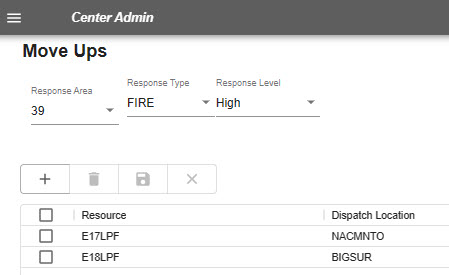 Center Admin
Move Ups
Response Area
39
Response Type
FIRE
Response Level
High
Resource Dispatch Location
E17LPF NACMNTO
E18LPF BIGSUR